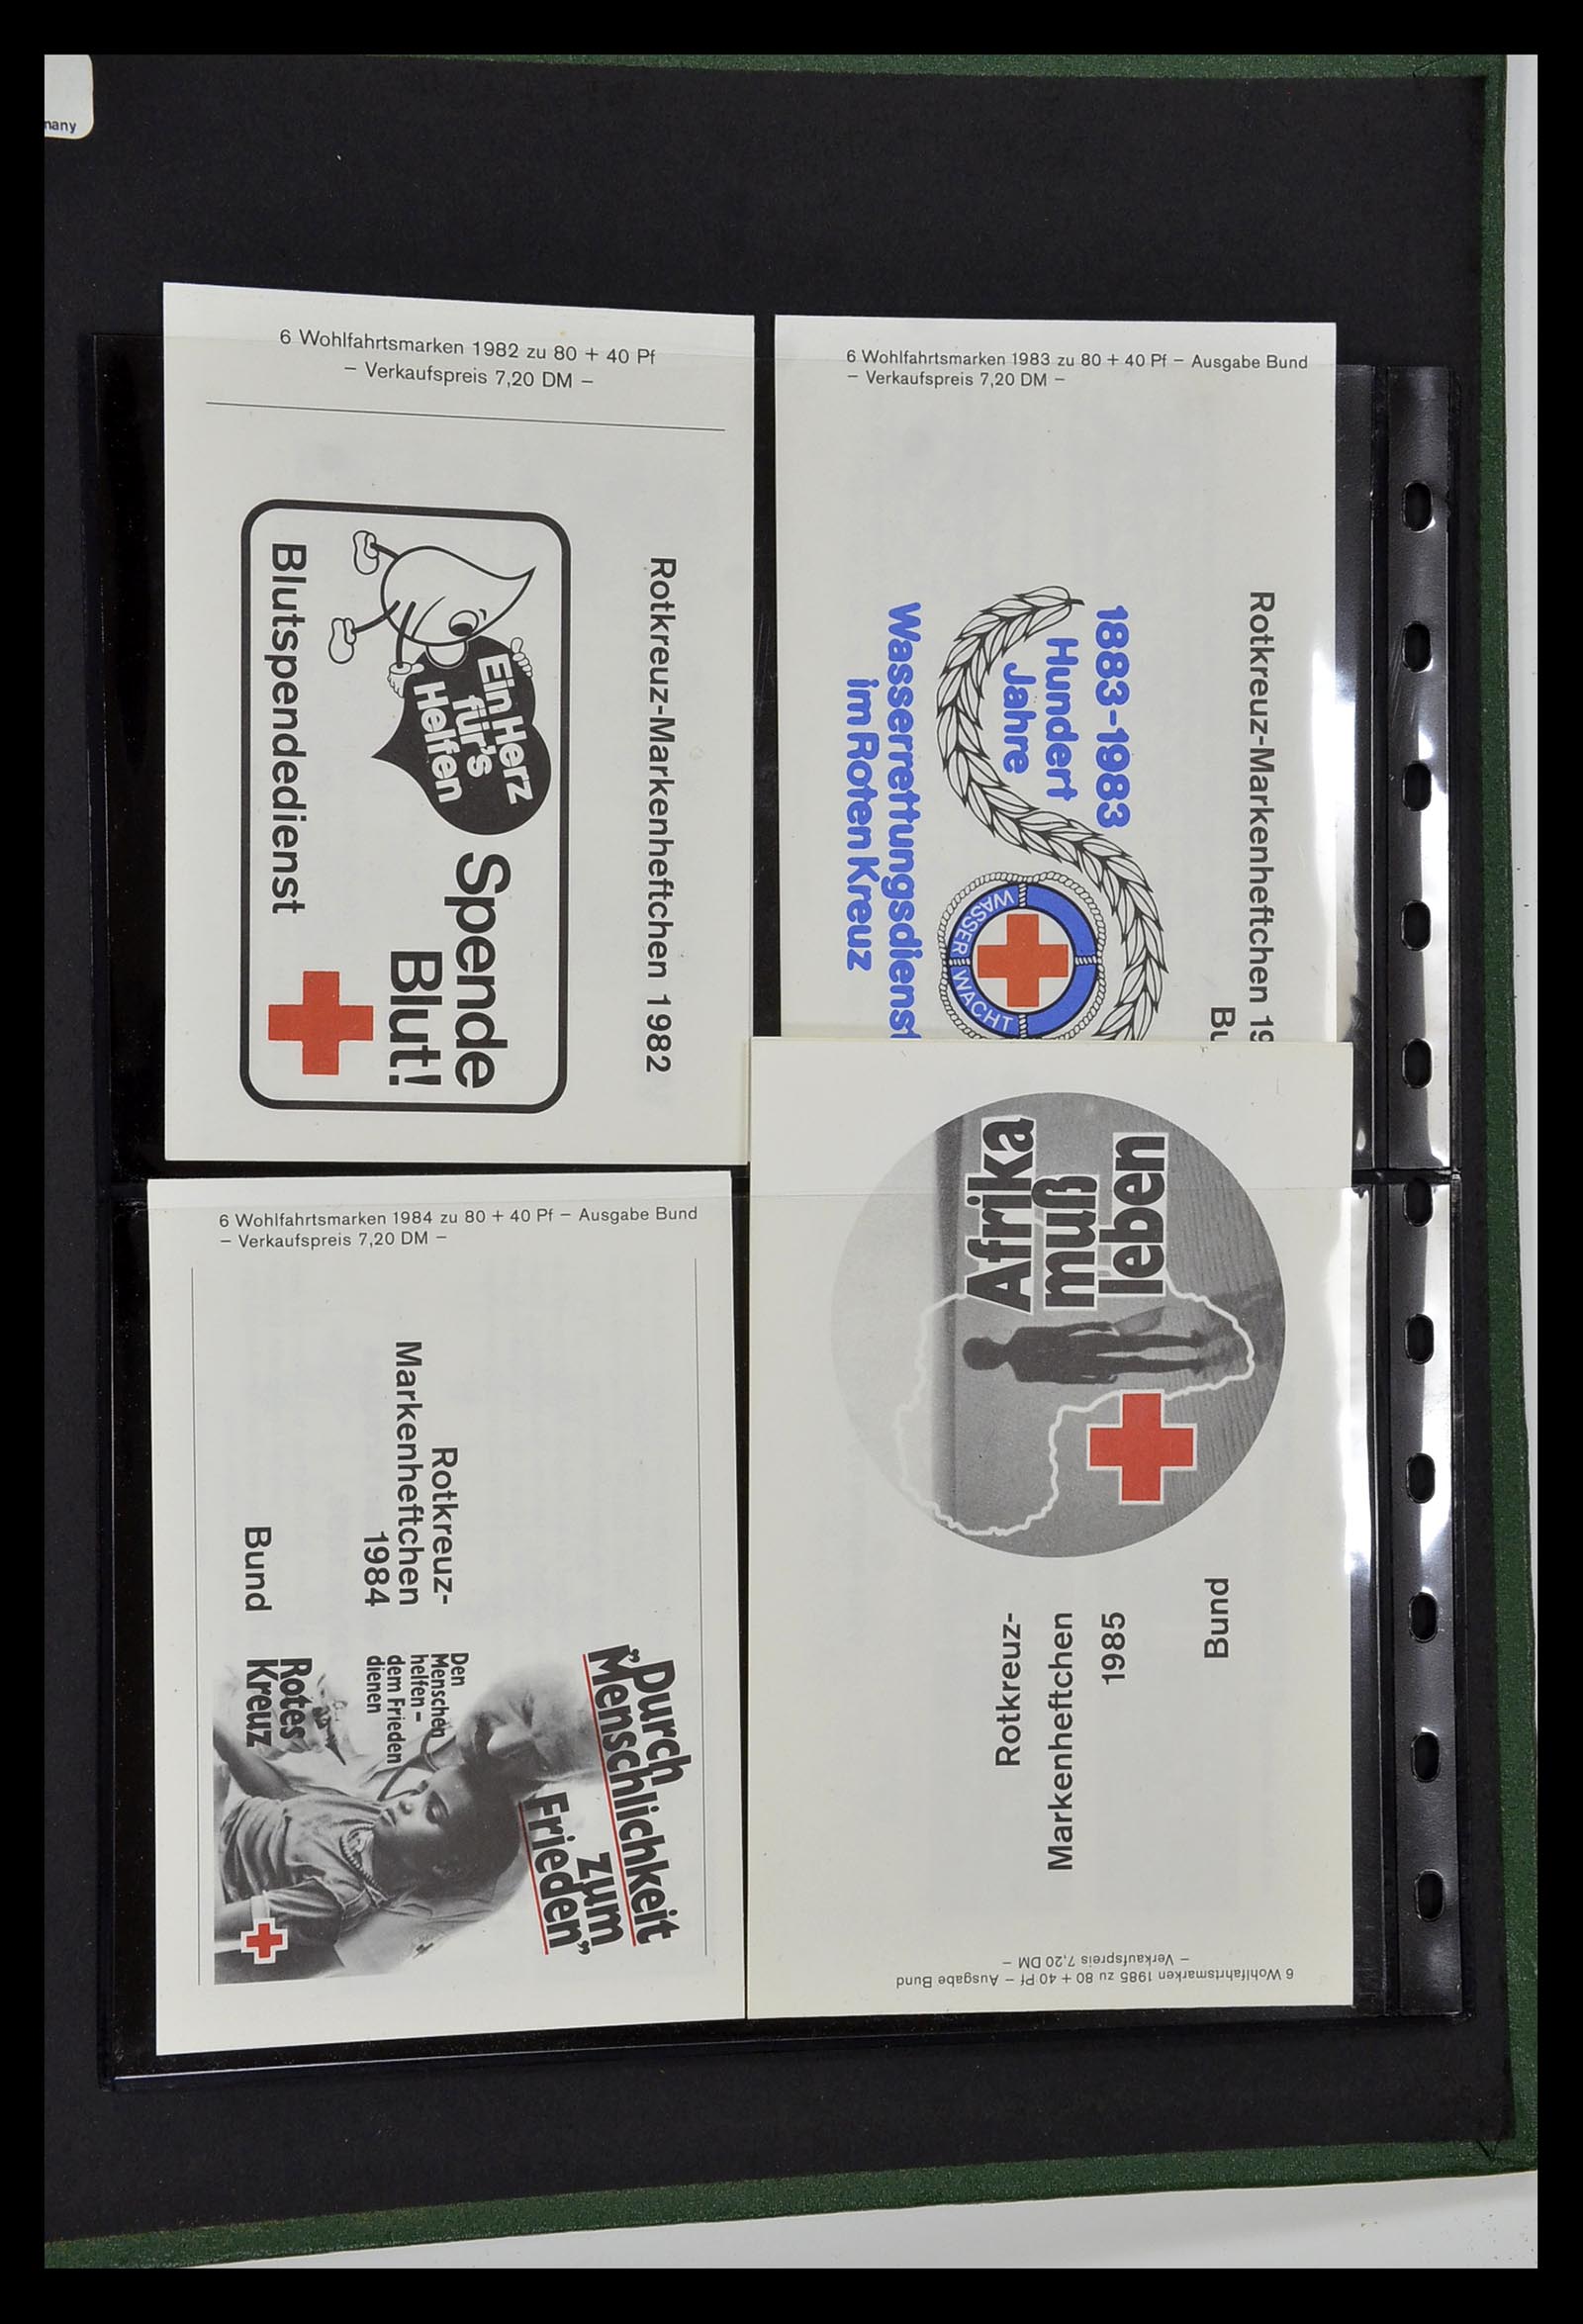 many
6 Wohlfahrtsmarken 1982 zu 80 + 40 Pf
– Verkaufspreis 7,20 DM –
Rotkreuz-Markenheftchen 1982
Ein Herz
für's
Helfen
Spende
Blut!
Blutspendedienst
6 Wohlfahrtsmarken 1983 zu 80 + 40 Pf – Ausgabe Bund
– Verkaufspreis 7,20 DM –
Rotkreuz-Markenheftchen 19
Bu
1883-1983
Hundert
Jahre
WASSER WACHT
Wasserrettungsdienst
im Roten Kreuz
6 Wohlfahrtsmarken 1984 zu 80 + 40 Pf – Ausgabe Bund
– Verkaufspreis 7,20 DM –
Rotkreuz-
Markenheftchen
1984
Bund
„Durch
Menschlichkeit
zum
Frieden”
Den
Menschen
helfen –
dem Frieden
dienen
Rotes
Kreuz
Afrika
muß
leben
Rotkreuz-
Markenheftchen
1985
Bund
6 Wohlfahrtsmarken 1985 zu 80 + 40 Pf – Ausgabe Bund
– Verkaufspreis 7,20 DM –